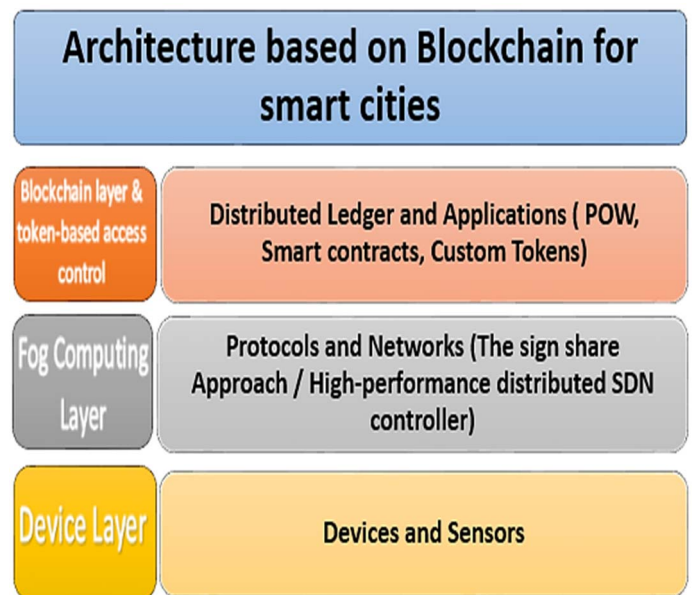 Architecture based on Blockchain for
smart cities
Blockchain layer &
token-based access
control
Distributed Ledger and Applications ( POW,
Smart contracts, Custom Tokens)
Fog Computing
Layer
Protocols and Networks (The sign share
Approach / High-performance distributed SDN
controller)
Device Layer
Devices and Sensors